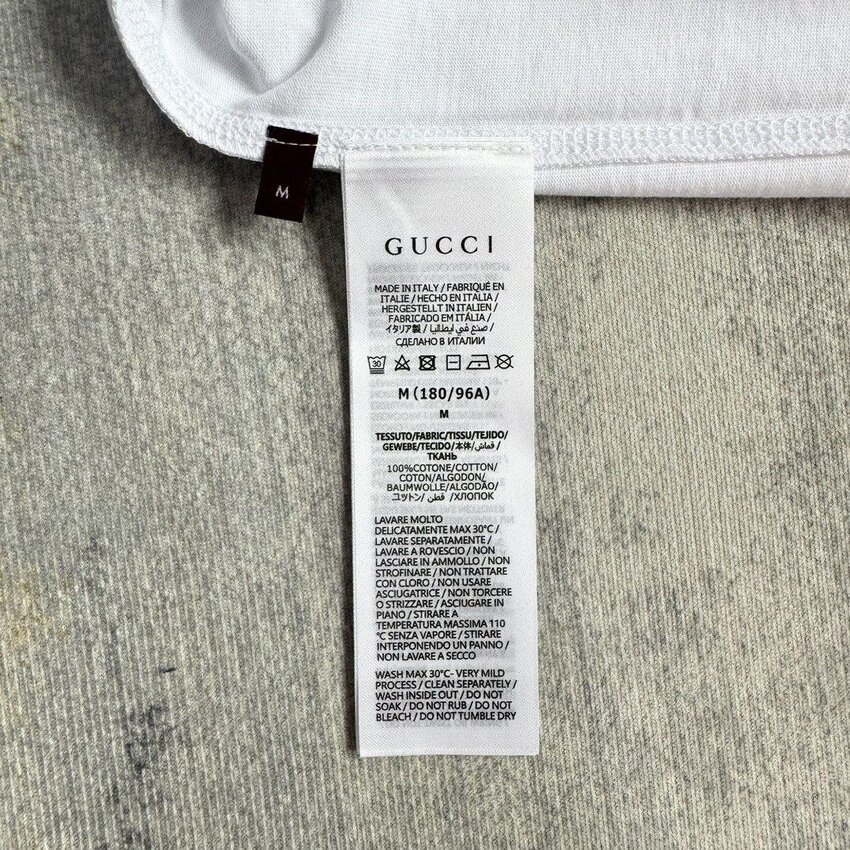 M
GUCCI
MADE IN ITALY / FABRIQUÉ EN
ITALIE / HECHO EN ITALIA /
HERGESTELLT IN ITALIEN /
FABRICADO EM ITÁLIA /
イタリア製 / صنع في ايطاليا /
СДЕЛАНО В ИТАЛИИ
30
M (180/96A)
M
TESSUTO/FABRIC/TISSU/TEJIDO/
GEWEBE/TECIDO/本体/قماش/
ТКАНЬ
100%COTONE/COTTON/
COTON/ALGODON/
BAUMWOLLE/ALGODÃO/
コットン/ قطن /ХЛОПОК
LAVARE MOLTO
DELICATAMENTE MAX 30°C /
LAVARE SEPARATAMENTE /
LAVARE A ROVESCIO / NON
LASCIARE IN AMMOLLO / NON
STROFINARE / NON TRATTARE
CON CLORO / NON USARE
ASCIUGATRICE / NON TORCERE
O STRIZZARE / ASCIUGARE IN
PIANO / STIRARE A
TEMPERATURA MASSIMA 110
°C SENZA VAPORE / STIRARE
INTERPONENDO UN PANNO /
NON LAVARE A SECCO
WASH MAX 30°C- VERY MILD
PROCESS / CLEAN SEPARATELY /
WASH INSIDE OUT / DO NOT
SOAK / DO NOT RUB / DO NOT
BLEACH / DO NOT TUMBLE DRY